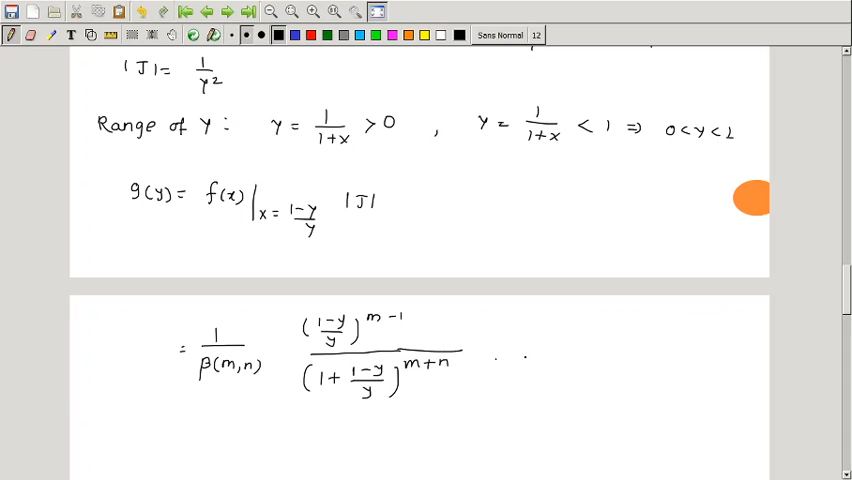 Sans Normal 12
|J| = 1/y²
Range of Y : y = 1/(1+x) > 0 , y = 1/(1+x) < 1 ⇒ 0<y<1
g(y) = f(x)|x = (1-y)/y |J|
= 1/β(m,n) ((1-y)/y)^(m-1) / (1 + (1-y)/y)^(m+n) . .